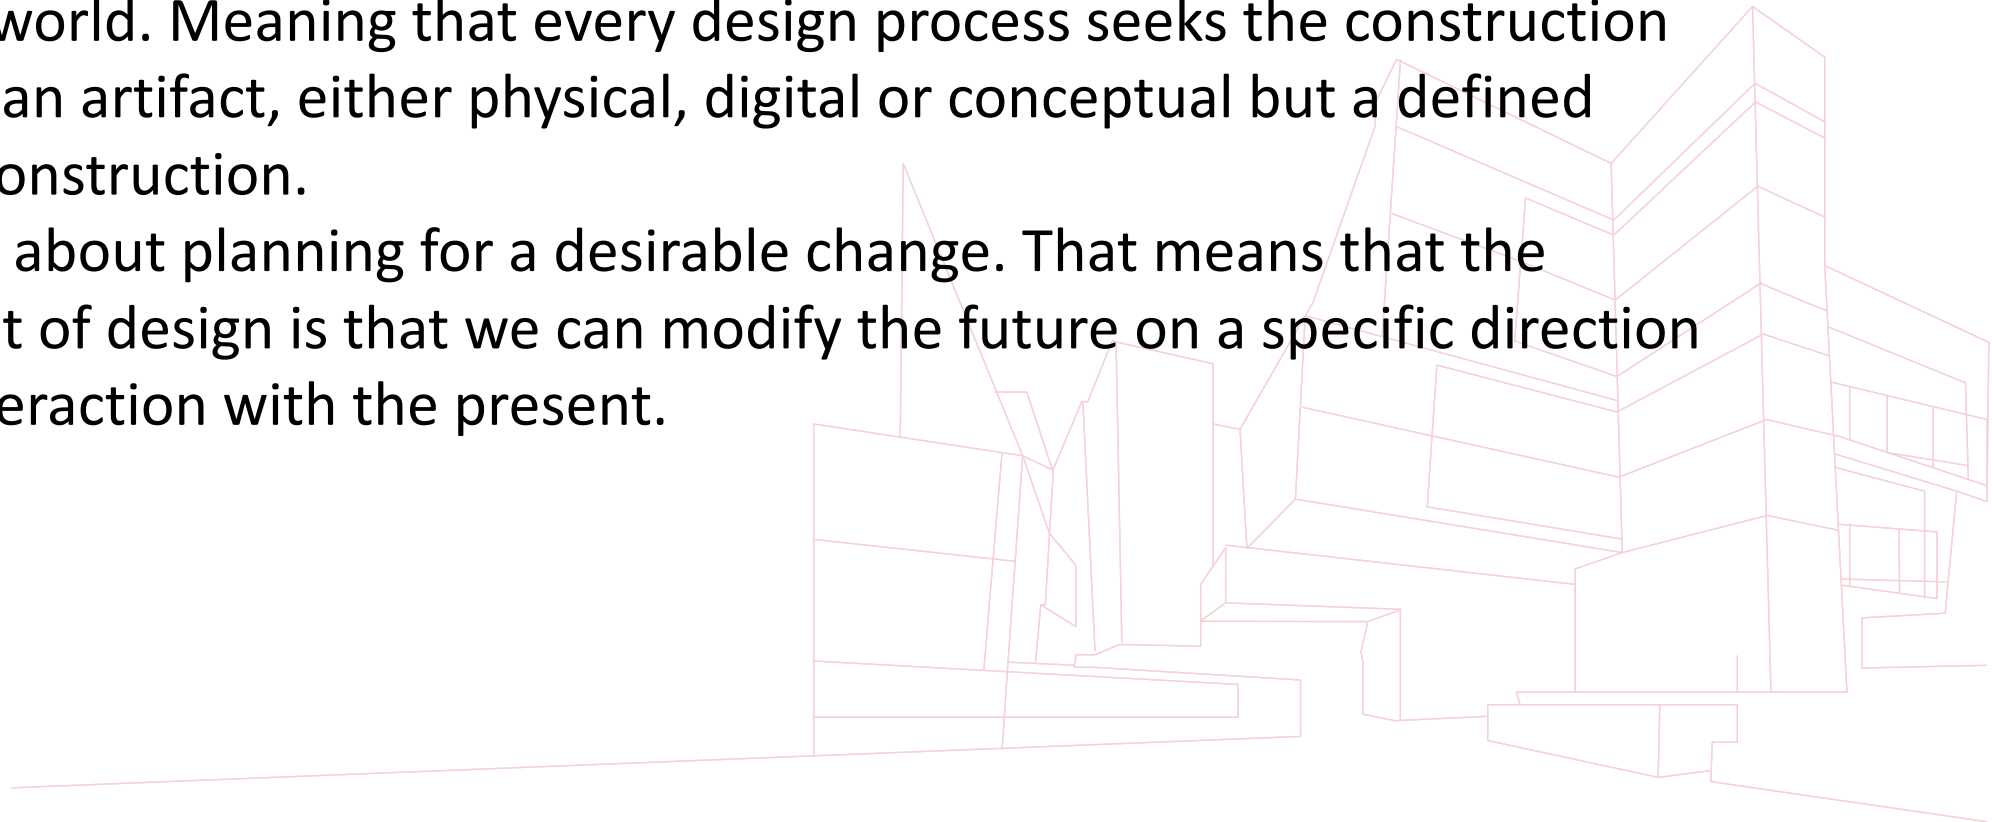 world. Meaning that every design process seeks the construction
an artifact, either physical, digital or conceptual but a defined
onstruction.
about planning for a desirable change. That means that the
t of design is that we can modify the future on a specific direction
eraction with the present.